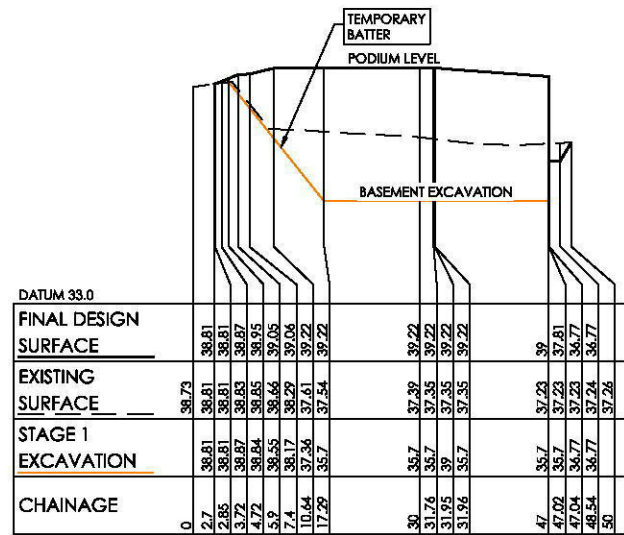 TEMPORARY
BATTER
PODIUM LEVEL
BASEMENT EXCAVATION
DATUM 33.0
FINAL DESIGN
SURFACE
38.81 38.81 38.87 38.95 39.05 39.06 39.22 39.22 39.22 39.22 39.22 39.22 39 37.81 36.77 36.77
EXISTING
SURFACE
38.73 38.81 38.81 38.83 38.85 38.66 38.29 37.61 37.54 37.39 37.35 37.35 37.35 37.23 37.23 37.23 37.24 37.26
STAGE 1
EXCAVATION
38.81 38.81 38.87 38.84 38.55 38.17 37.36 35.7 35.7 35.7 39 35.7 35.7 35.7 36.77 36.77
CHAINAGE
0 2.7 2.85 3.72 4.72 5.9 7.4 10.64 17.29 30 31.76 31.95 31.96 47 47.02 47.04 48.54 50